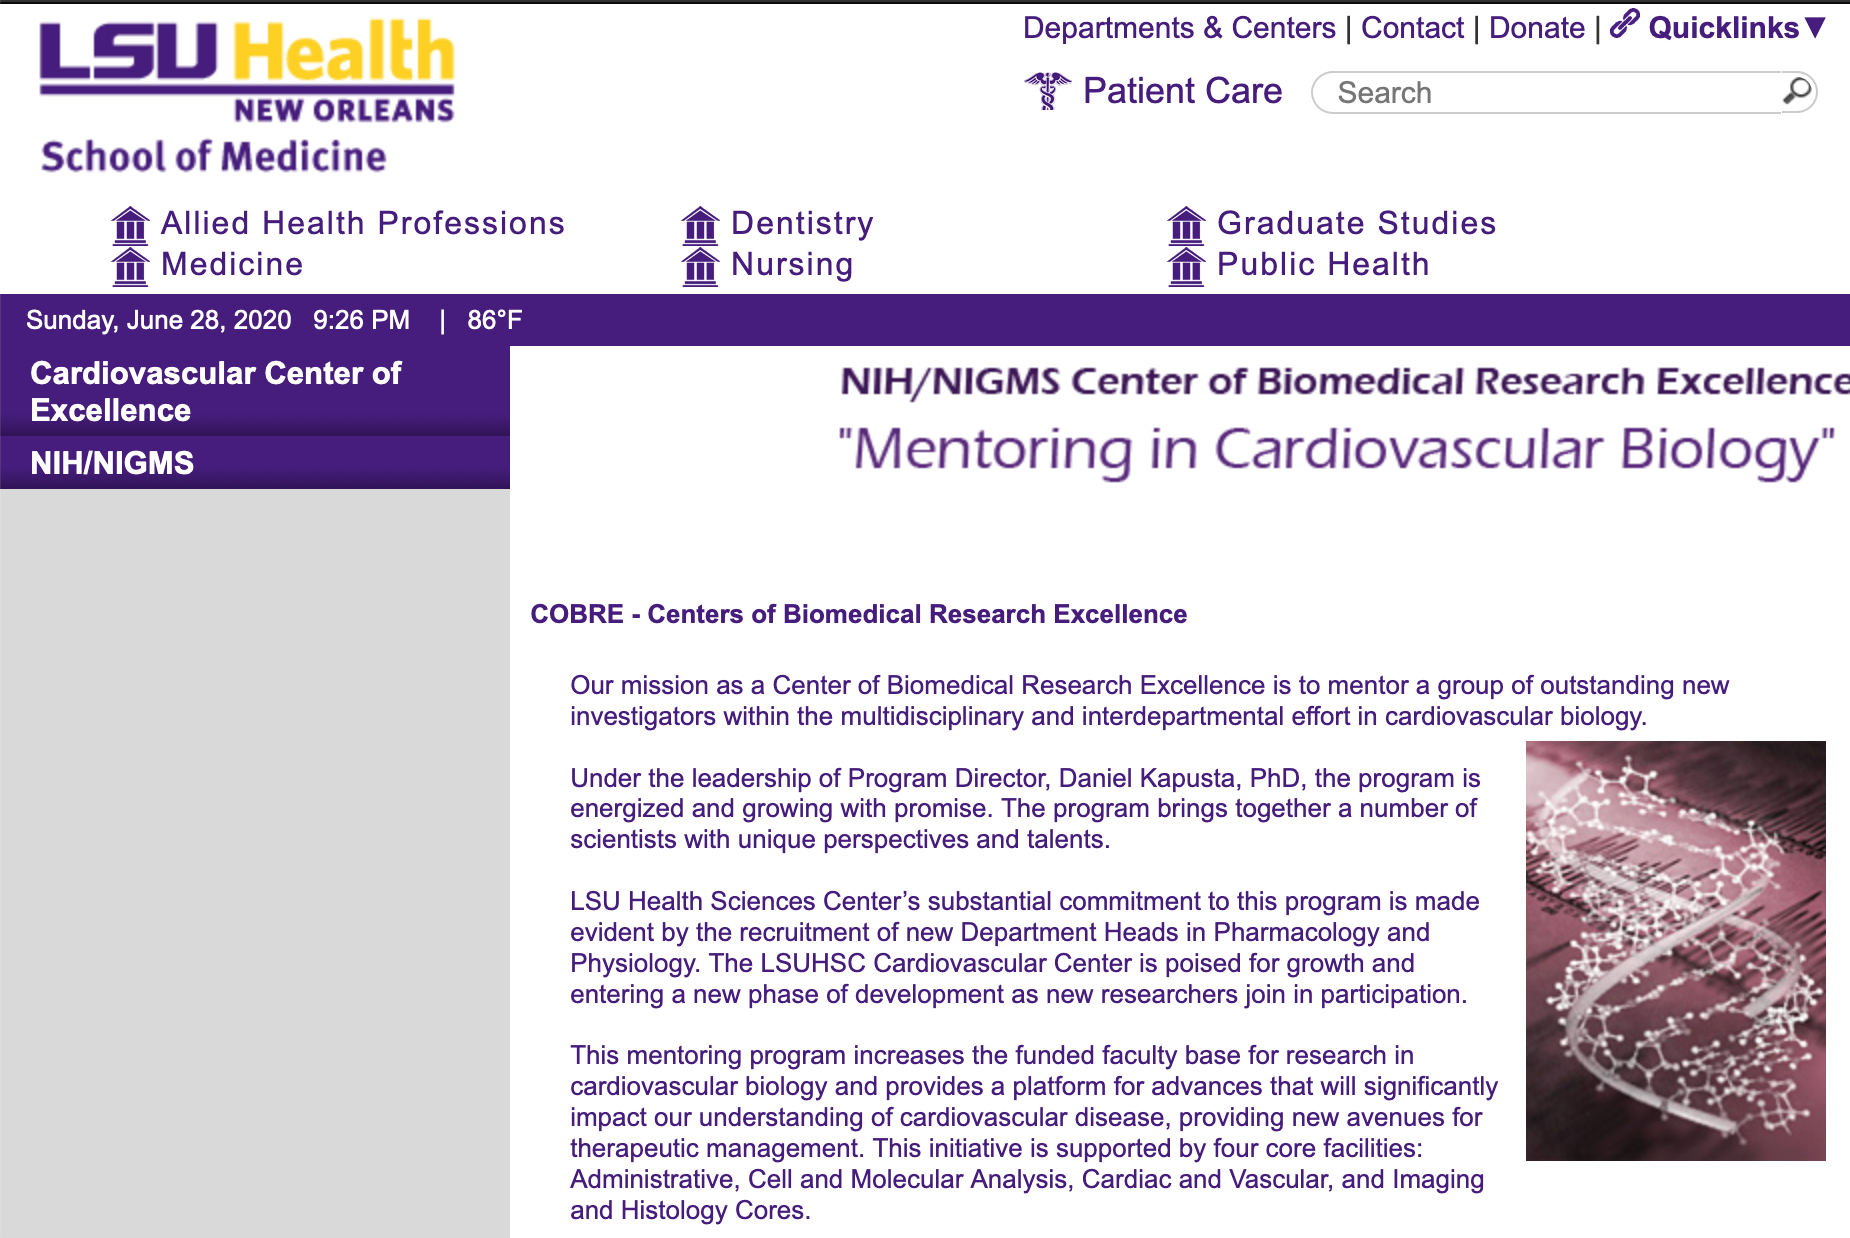 LSU Health
NEW ORLEANS
School of Medicine
Departments & Centers | Contact | Donate | Quicklinks▼
Patient Care
Search
Allied Health Professions
Dentistry
Graduate Studies
Medicine
Nursing
Public Health
Sunday, June 28, 2020 9:26 PM | 86°F
Cardiovascular Center of
Excellence
NIH/NIGMS
NIH/NIGMS Center of Biomedical Research Excellence
"Mentoring in Cardiovascular Biology"
COBRE - Centers of Biomedical Research Excellence
Our mission as a Center of Biomedical Research Excellence is to mentor a group of outstanding new
investigators within the multidisciplinary and interdepartmental effort in cardiovascular biology.
Under the leadership of Program Director, Daniel Kapusta, PhD, the program is
energized and growing with promise. The program brings together a number of
scientists with unique perspectives and talents.
LSU Health Sciences Center’s substantial commitment to this program is made
evident by the recruitment of new Department Heads in Pharmacology and
Physiology. The LSUHSC Cardiovascular Center is poised for growth and
entering a new phase of development as new researchers join in participation.
This mentoring program increases the funded faculty base for research in
cardiovascular biology and provides a platform for advances that will significantly
impact our understanding of cardiovascular disease, providing new avenues for
therapeutic management. This initiative is supported by four core facilities:
Administrative, Cell and Molecular Analysis, Cardiac and Vascular, and Imaging
and Histology Cores.